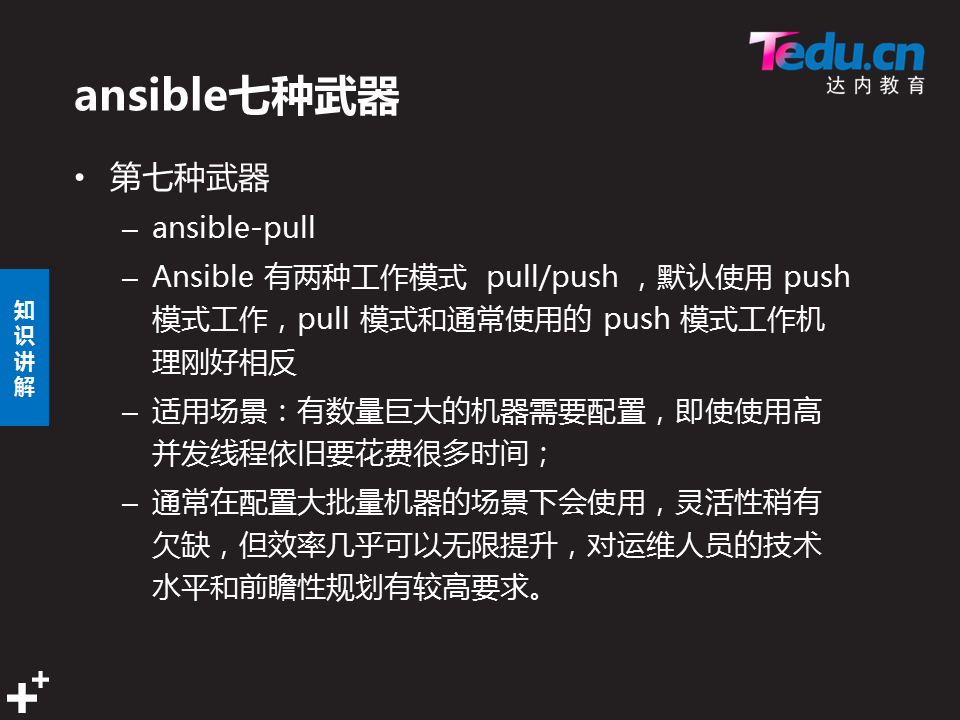 Tedu.cn
达内教育
ansible七种武器
• 第七种武器
– ansible-pull
– Ansible 有两种工作模式 pull/push ，默认使用 push
模式工作，pull 模式和通常使用的 push 模式工作机
理刚好相反
– 适用场景：有数量巨大的机器需要配置，即使使用高
并发线程依旧要花费很多时间；
– 通常在配置大批量机器的场景下会使用，灵活性稍有
欠缺，但效率几乎可以无限提升，对运维人员的技术
水平和前瞻性规划有较高要求。
知
识
讲
解